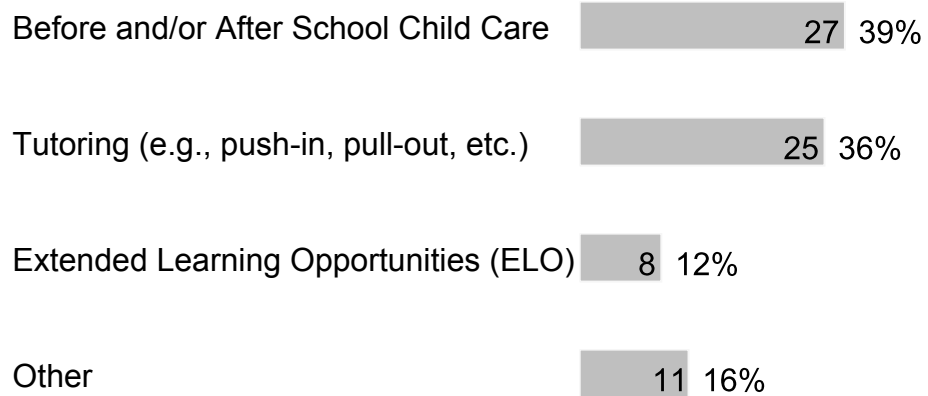 Before and/or After School Child Care 27 39%
Tutoring (e.g., push-in, pull-out, etc.) 25 36%
Extended Learning Opportunities (ELO) 8 12%
Other 11 16%